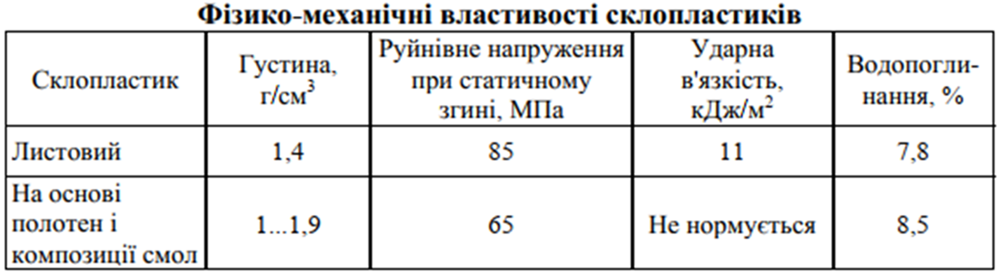 Фізико-механічні властивості склопластиків
Склопластик
Густина,
г/см³
Руйнівне напруження
при статичному
згині, МПа
Ударна
в'язкість,
кДж/м²
Водопогли-
нання, %
Листовий
1,4
85
11
7,8
На основі
полотен і
композиції смол
1...1,9
65
Не нормується
8,5